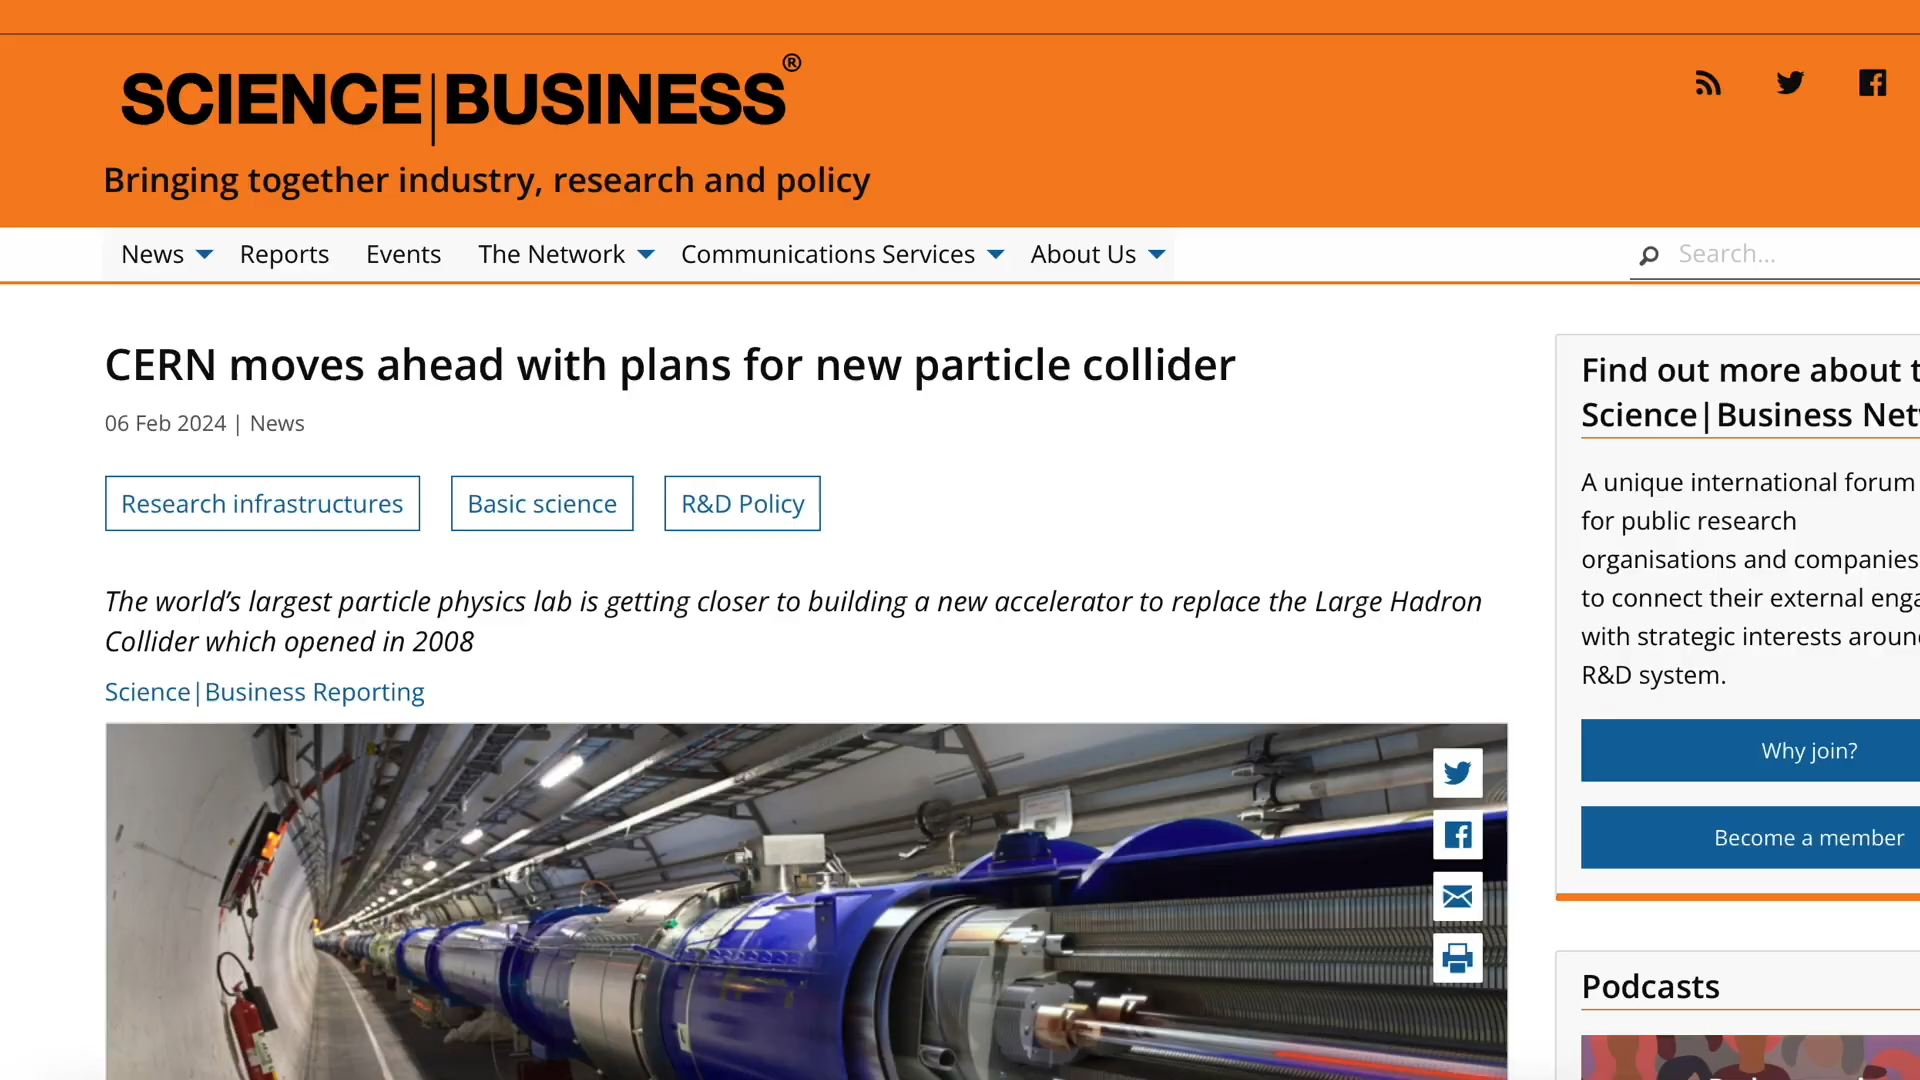 SCIENCE|BUSINESS®
Bringing together industry, research and policy
News Reports Events The Network Communications Services About Us Search...
CERN moves ahead with plans for new particle collider
06 Feb 2024 | News
Research infrastructures Basic science R&D Policy
The world's largest particle physics lab is getting closer to building a new accelerator to replace the Large Hadron
Collider which opened in 2008
Science|Business Reporting
Find out more about t
Science|Business Net
A unique international forum
for public research
organisations and companies
to connect their external enga
with strategic interests aroun
R&D system.
Why join?
Become a member
Podcasts